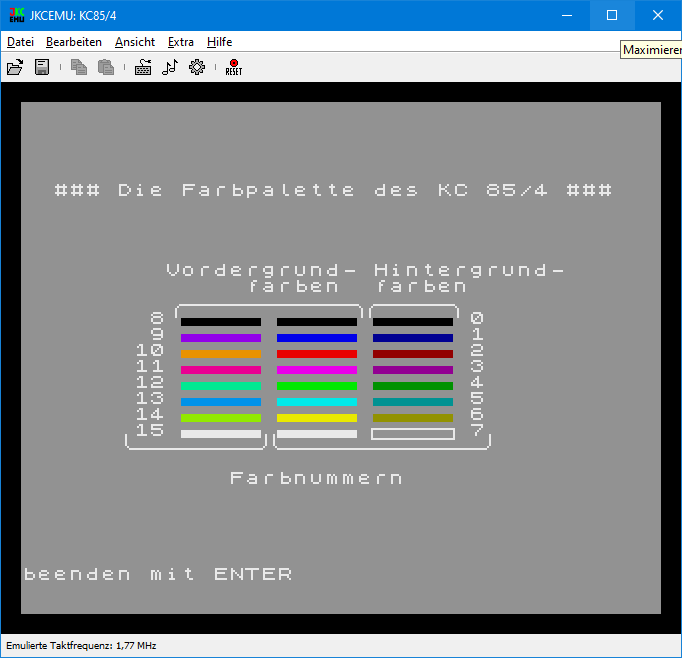 JKCEMU: KC85/4
Datei Bearbeiten Ansicht Extra Hilfe
Maximieren
RESET
### Die Farbpalette des KC 85/4 ###
Vordergrund- Hintergrund-
farben farben
8 0
9 1
10 2
11 3
12 4
13 5
14 6
15 7
Farbnummern
beenden mit ENTER
Emulierte Taktfrequenz: 1,77 MHz